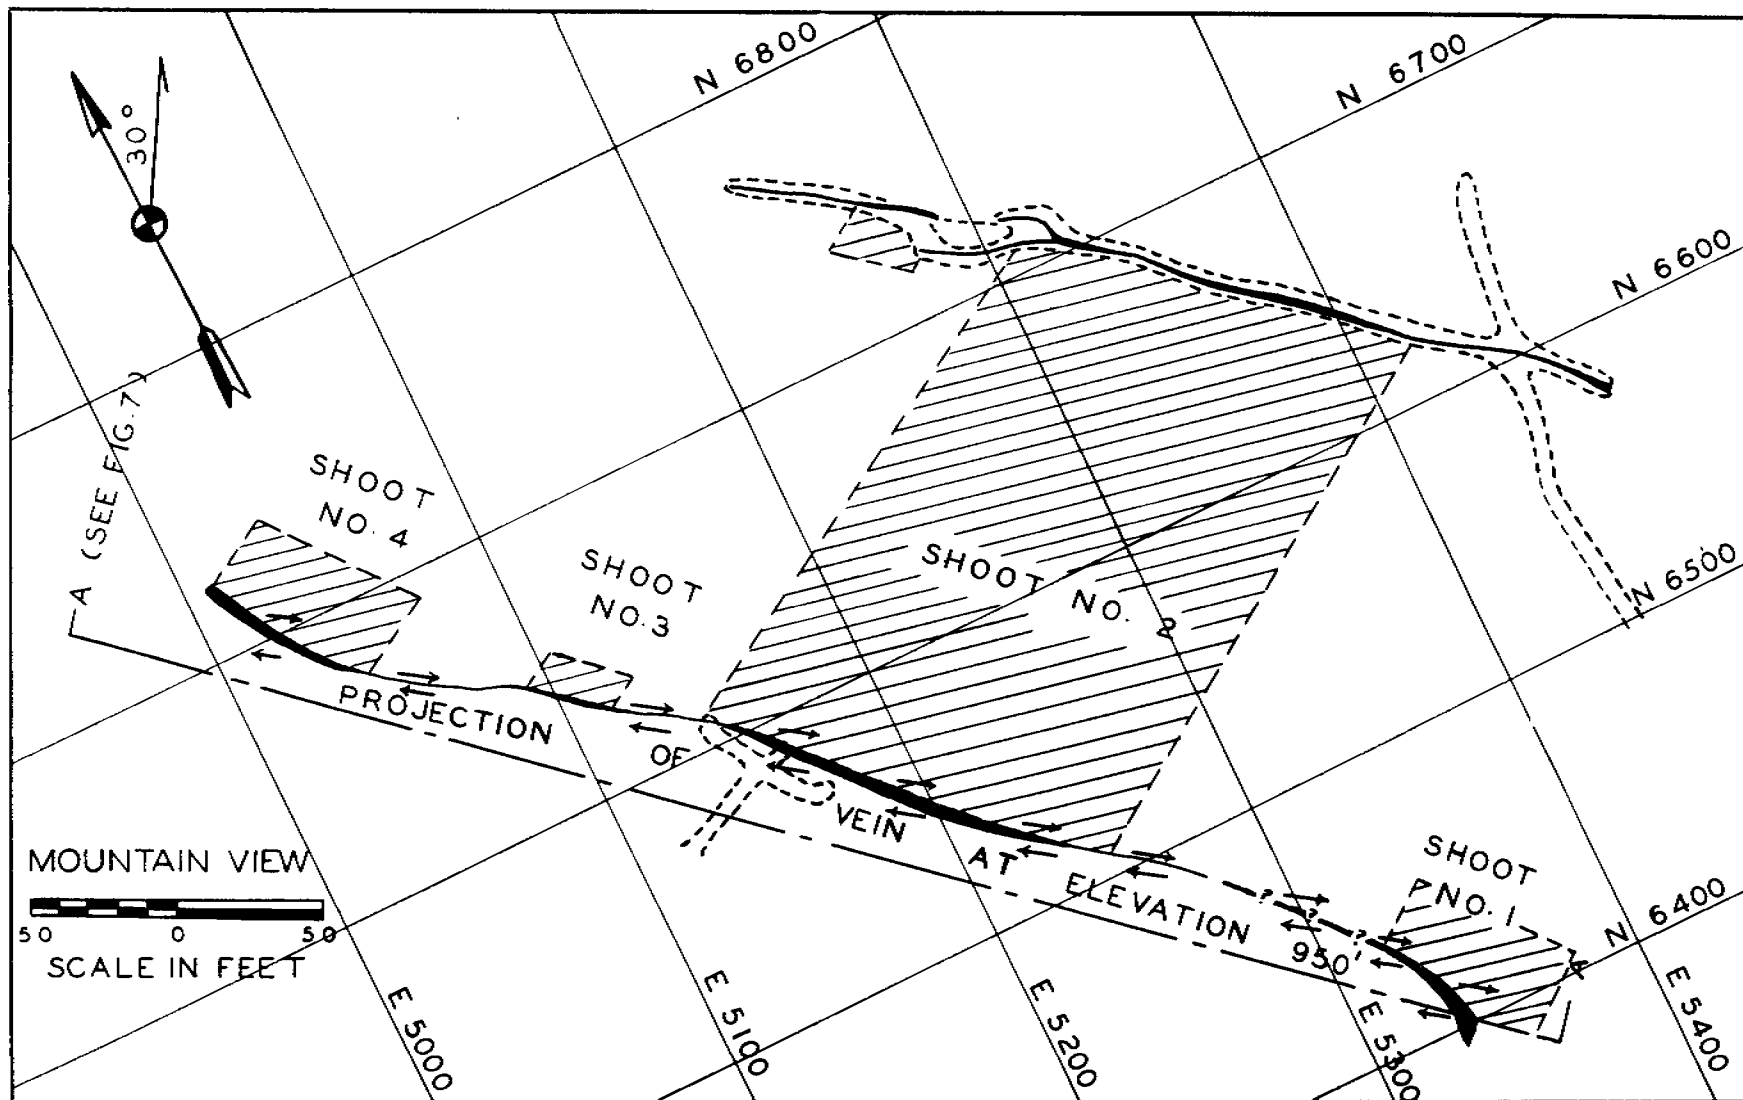 N 6800
N 6700
30°
N 6600
A (SEE FIG.7)
SHOOT
NO. 4
SHOOT
NO. 3
SHOOT
NO. 2
N 6500
PROJECTION OF VEIN AT ELEVATION 950'
? ? ?
SHOOT
NO. 1
A
N 6400
MOUNTAIN VIEW
50 0 50
SCALE IN FEET
E 5000
E 5100
E 5200
E 5300
E 5400